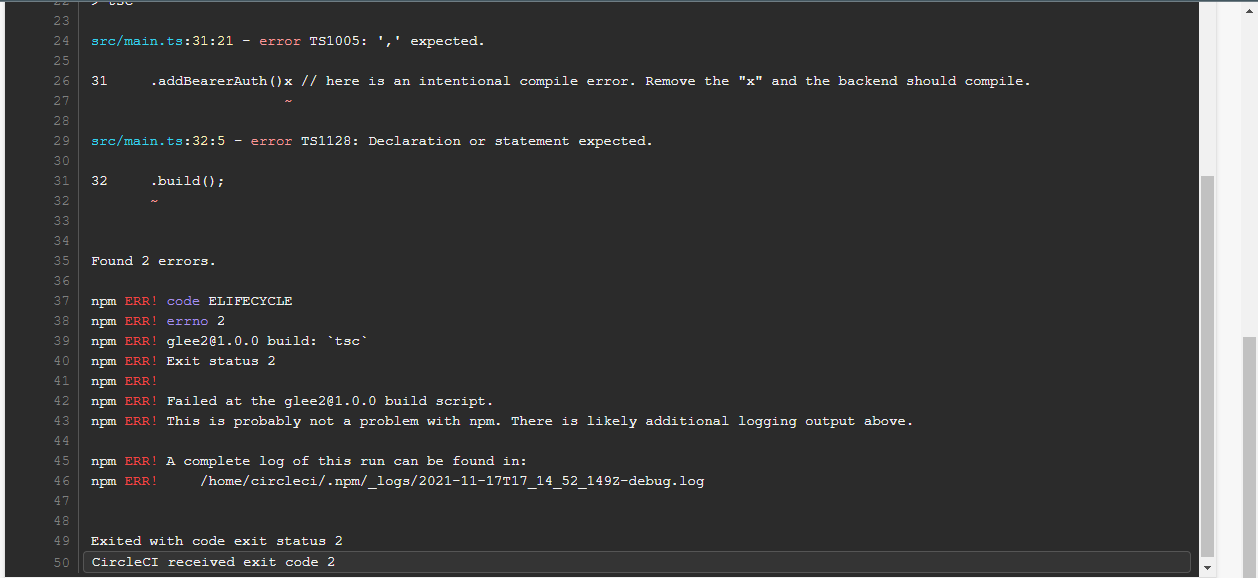 22 > tsc
23
24 src/main.ts:31:21 - error TS1005: ',' expected.
25
26 31     .addBearerAuth()x // here is an intentional compile error. Remove the "x" and the backend should compile.
27                        ~
28
29 src/main.ts:32:5 - error TS1128: Declaration or statement expected.
30
31 32     .build();
32        ~
33
34
35 Found 2 errors.
36
37 npm ERR! code ELIFECYCLE
38 npm ERR! errno 2
39 npm ERR! glee2@1.0.0 build: `tsc`
40 npm ERR! Exit status 2
41 npm ERR!
42 npm ERR! Failed at the glee2@1.0.0 build script.
43 npm ERR! This is probably not a problem with npm. There is likely additional logging output above.
44
45 npm ERR! A complete log of this run can be found in:
46 npm ERR!     /home/circleci/.npm/_logs/2021-11-17T17_14_52_149Z-debug.log
47
48
49 Exited with code exit status 2
50 CircleCI received exit code 2